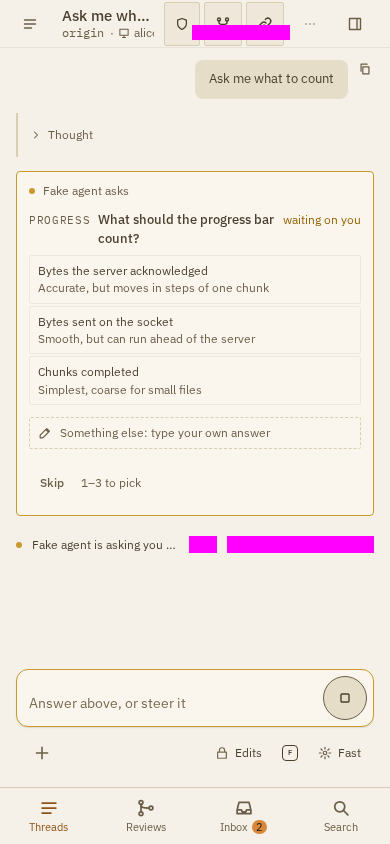 Ask me wh...
origin · alice
Ask me what to count
Thought
Fake agent asks
PROGRESS What should the progress bar count? waiting on you
Bytes the server acknowledged
Accurate, but moves in steps of one chunk
Bytes sent on the socket
Smooth, but can run ahead of the server
Chunks completed
Simplest, coarse for small files
Something else: type your own answer
Skip 1–3 to pick
Fake agent is asking you ...
Answer above, or steer it
Edits F Fast
Threads Reviews Inbox 2 Search